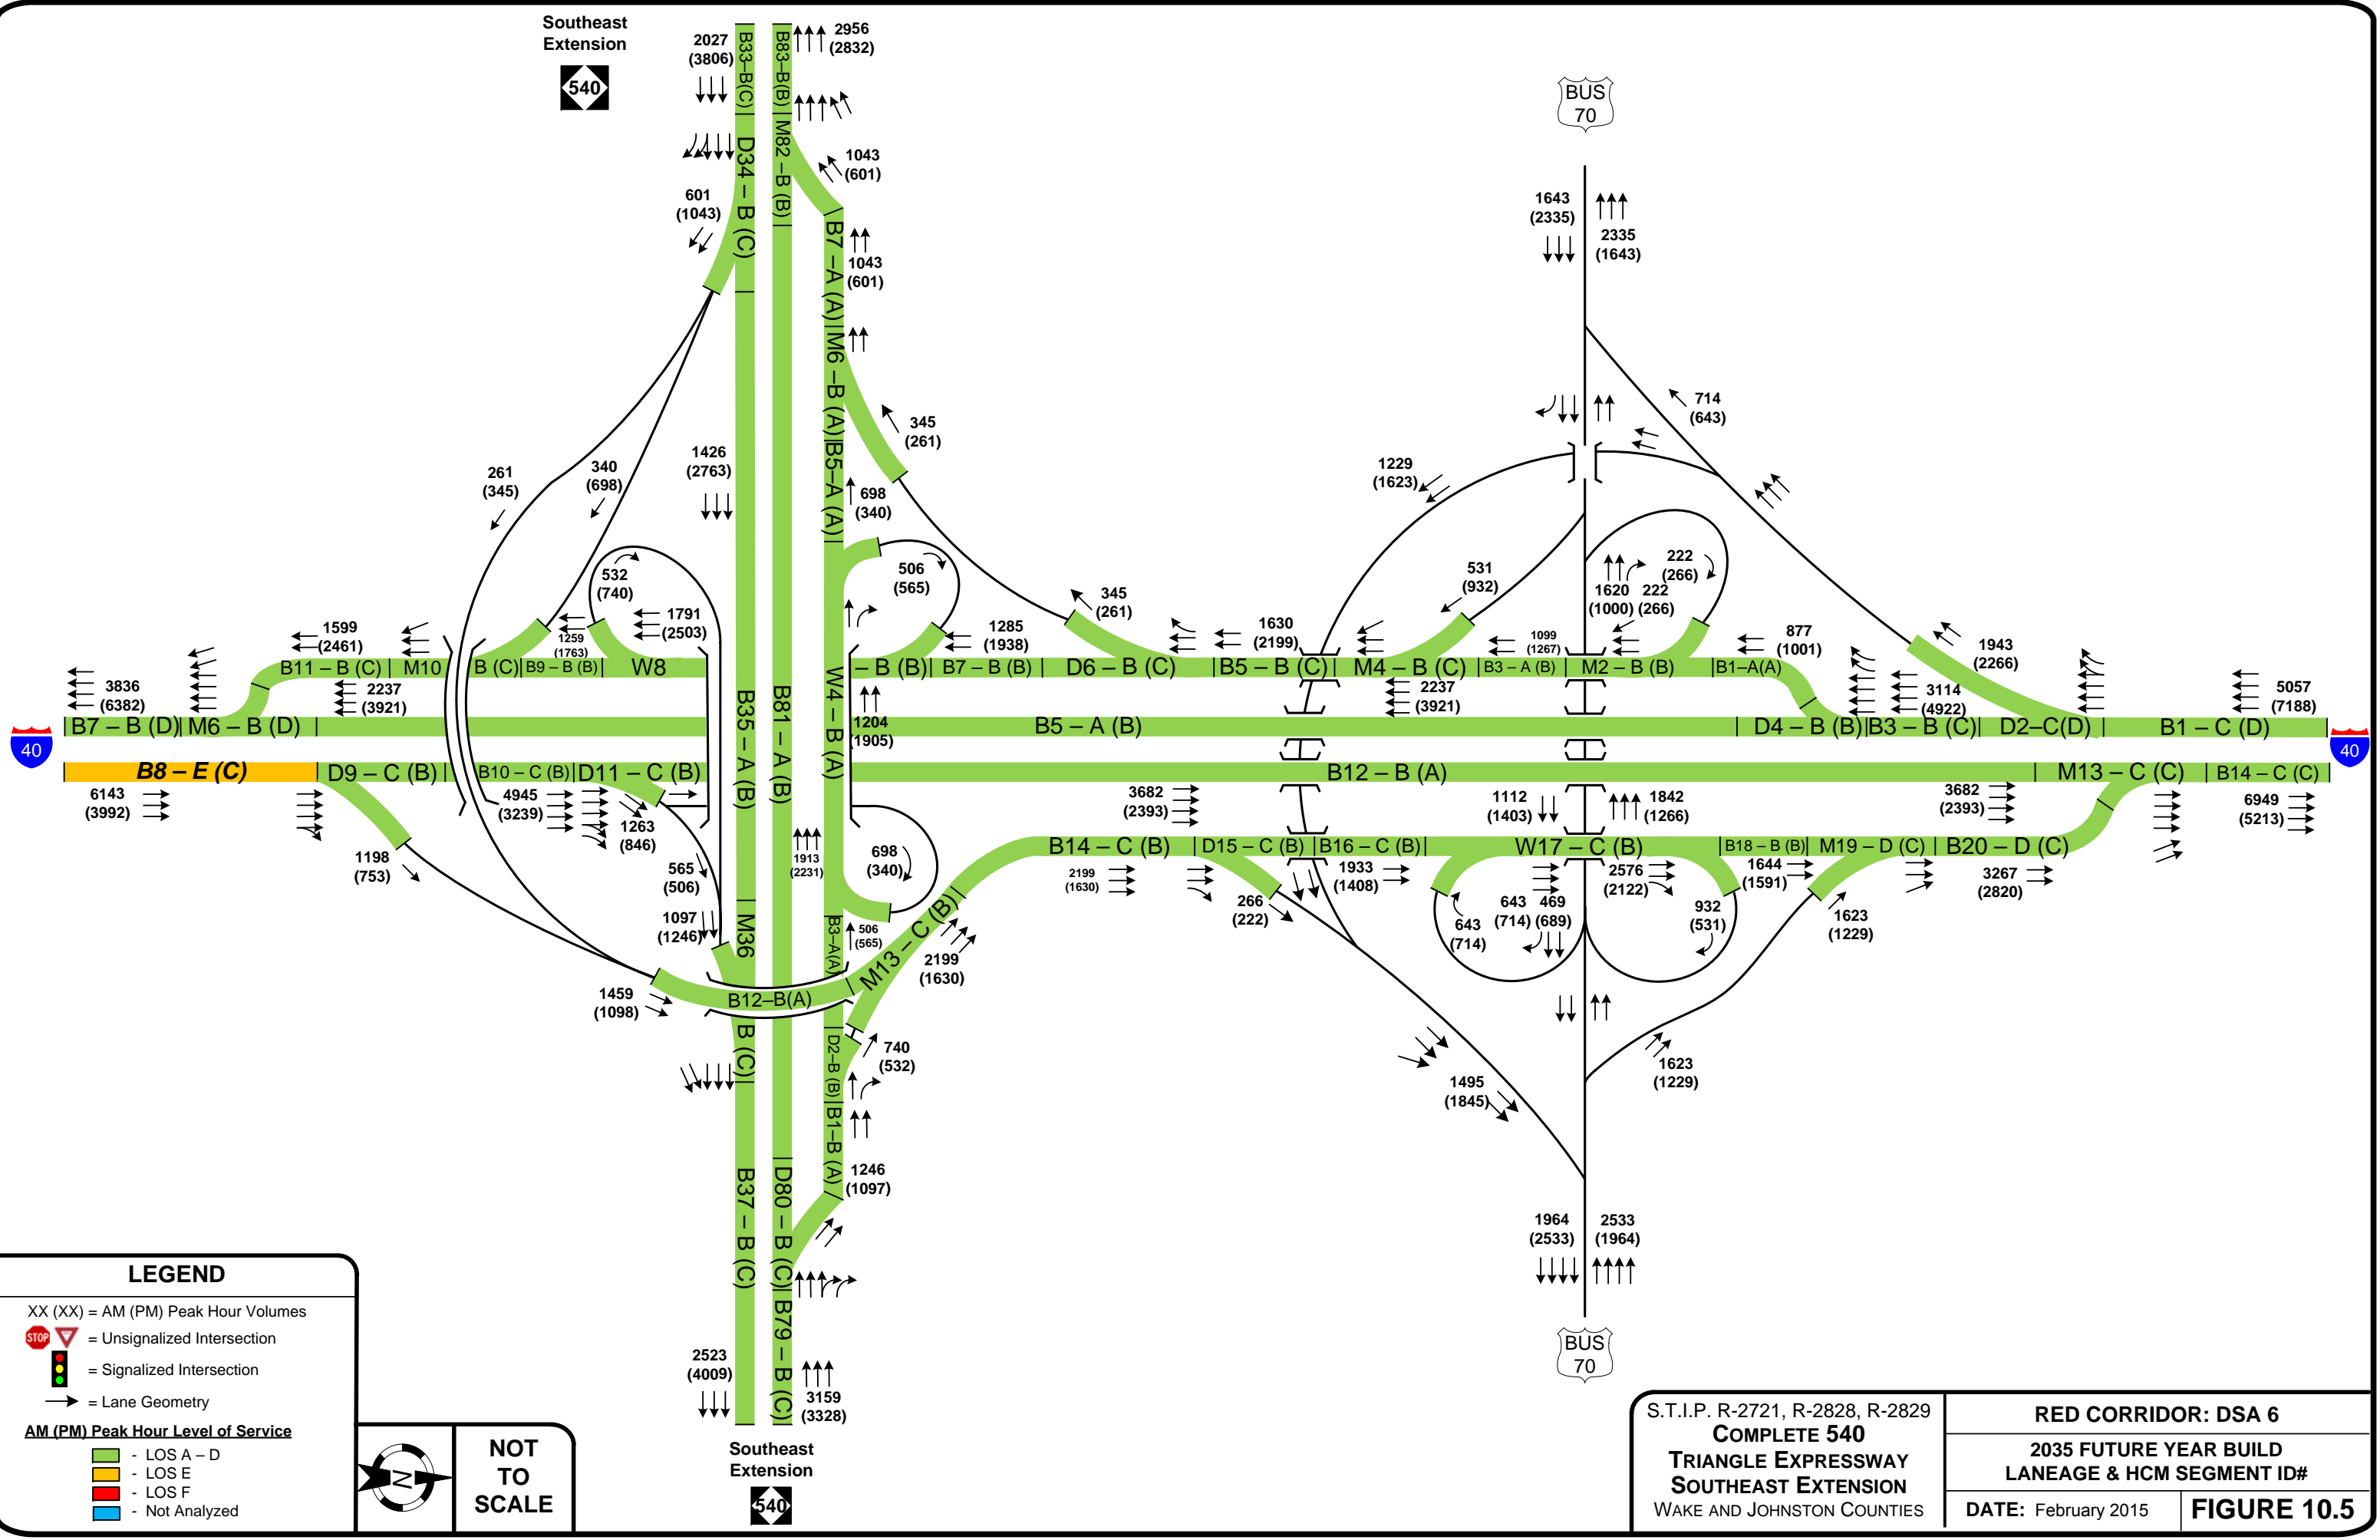 Southeast
Extension
540
2027
(3806)
B33–B(C)
B83–B(B)
2956
(2832)
D34 – B (C)
M82 – B (B)
601
(1043)
1043
(601)
B7 – A (A)
1043
(601)
M6 – B (A)
B5–A (A)
345
(261)
698
(340)
1426
(2763)
261
(345)
340
(698)
532
(740)
506
(565)
1791
(2503)
1259
(1763)
1285
(1938)
345
(261)
1599
(2461)
B11 – B (C)
M10
B (C)
B9 – B (B)
W8
– B (B)
B7 – B (B)
D6 – B (C)
B5 – B (C)
M4 – B (C)
B3 – A (B)
M2 – B (B)
B1–A(A)
1630
(2199)
1099
(1267)
877
(1001)
BUS
70
1643
(2335)
2335
(1643)
714
(643)
1229
(1623)
531
(932)
1620
(1000)
222
(266)
222
(266)
1943
(2266)
5057
(7188)
3114
(4922)
2237
(3921)
3836
(6382)
2237
(3921)
40
B7 – B (D)
M6 – B (D)
B35 – A (B)
B81 – A (B)
W4 – B (A)
1204
(1905)
B5 – A (B)
D4 – B (B)
B3 – B (C)
D2–C(D)
B1 – C (D)
40
B8 – E (C)
D9 – C (B)
B10 – C (B)
D11 – C (B)
B12 – B (A)
M13 – C (C)
B14 – C (C)
6143
(3992)
4945
(3239)
1263
(846)
3682
(2393)
1112
(1403)
1842
(1266)
3682
(2393)
6949
(5213)
1198
(753)
565
(506)
1913
(2231)
698
(340)
B14 – C (B)
D15 – C (B)
B16 – C (B)
W17 – C (B)
B18 – B (B)
M19 – D (C)
B20 – D (C)
2199
(1630)
1933
(1408)
2576
(2122)
1644
(1591)
3267
(2820)
266
(222)
643
(714)
643
(714)
469
(689)
932
(531)
1623
(1229)
1097
(1246)
M36
B3–A(A)
506
(565)
M13 – C (B)
2199
(1630)
1459
(1098)
B12–B(A)
B (C)
D2–B (B)
740
(532)
B1–B (A)
1246
(1097)
1623
(1229)
1495
(1845)
B37 – B (C)
D80 – B (C)
B79 – B (C)
1964
(2533)
2533
(1964)
BUS
70
2523
(4009)
3159
(3328)
Southeast
Extension
540
LEGEND
XX (XX) = AM (PM) Peak Hour Volumes
STOP = Unsignalized Intersection
= Signalized Intersection
= Lane Geometry
AM (PM) Peak Hour Level of Service
- LOS A – D
- LOS E
- LOS F
- Not Analyzed
N
NOT
TO
SCALE
S.T.I.P. R-2721, R-2828, R-2829
COMPLETE 540
TRIANGLE EXPRESSWAY
SOUTHEAST EXTENSION
WAKE AND JOHNSTON COUNTIES
RED CORRIDOR: DSA 6
2035 FUTURE YEAR BUILD
LANEAGE & HCM SEGMENT ID#
DATE: February 2015
FIGURE 10.5